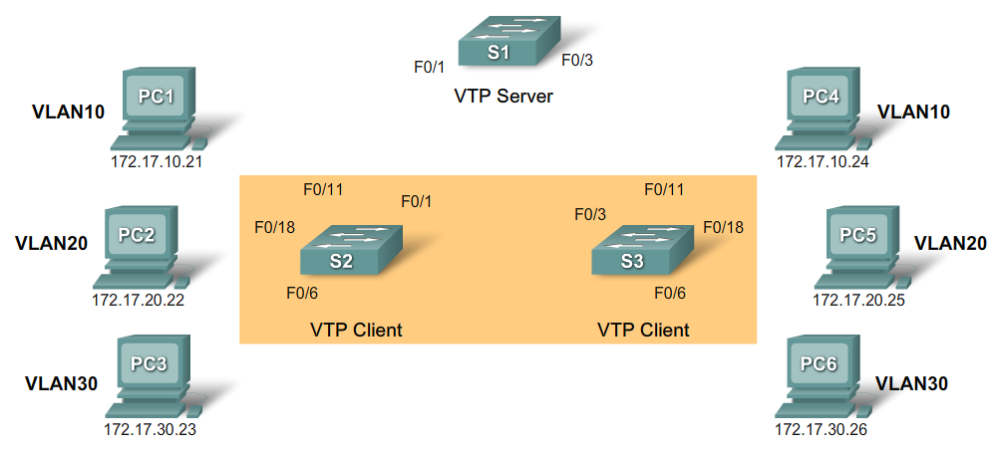 S1
F0/1
F0/3
VTP Server
PC1
VLAN10
172.17.10.21
PC4
VLAN10
172.17.10.24
F0/11
F0/1
F0/18
S2
F0/6
VTP Client
F0/11
F0/3
F0/18
S3
F0/6
VTP Client
PC2
VLAN20
172.17.20.22
PC5
VLAN20
172.17.20.25
PC3
VLAN30
172.17.30.23
PC6
VLAN30
172.17.30.26